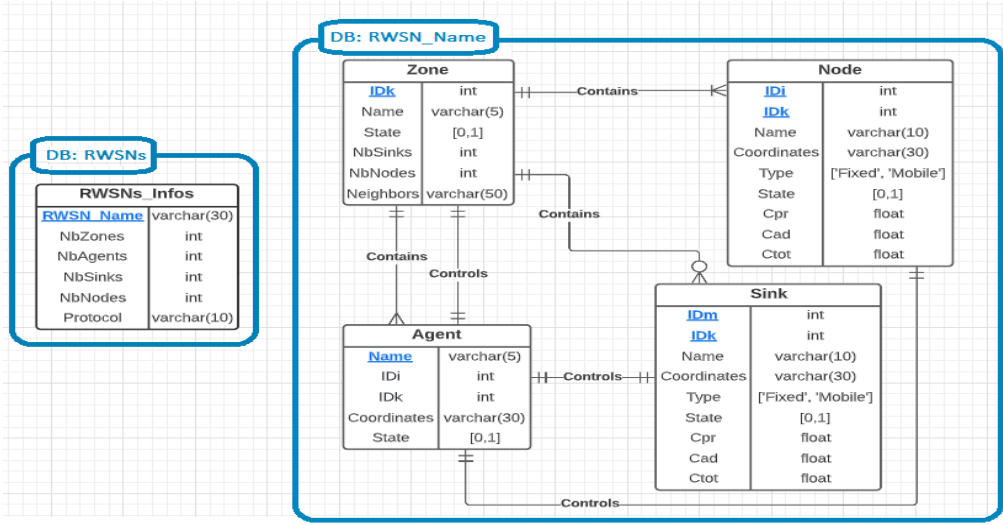 DB: RWSN_Name
DB: RWSNs
RWSNs_Infos
RWSN_Name varchar(30)
NbZones int
NbAgents int
NbSinks int
NbNodes int
Protocol varchar(10)
Zone
IDk int
Name varchar(5)
State [0,1]
NbSinks int
NbNodes int
Neighbors varchar(50)
Contains
Node
IDi int
IDk int
Name varchar(10)
Coordinates varchar(30)
Type ['Fixed', 'Mobile']
State [0,1]
Cpr float
Cad float
Ctot float
Contains
Contains
Controls
Agent
Name varchar(5)
IDi int
IDk int
Coordinates varchar(30)
State [0,1]
Controls
Sink
IDm int
IDk int
Name varchar(10)
Coordinates varchar(30)
Type ['Fixed', 'Mobile']
State [0,1]
Cpr float
Cad float
Ctot float
Controls